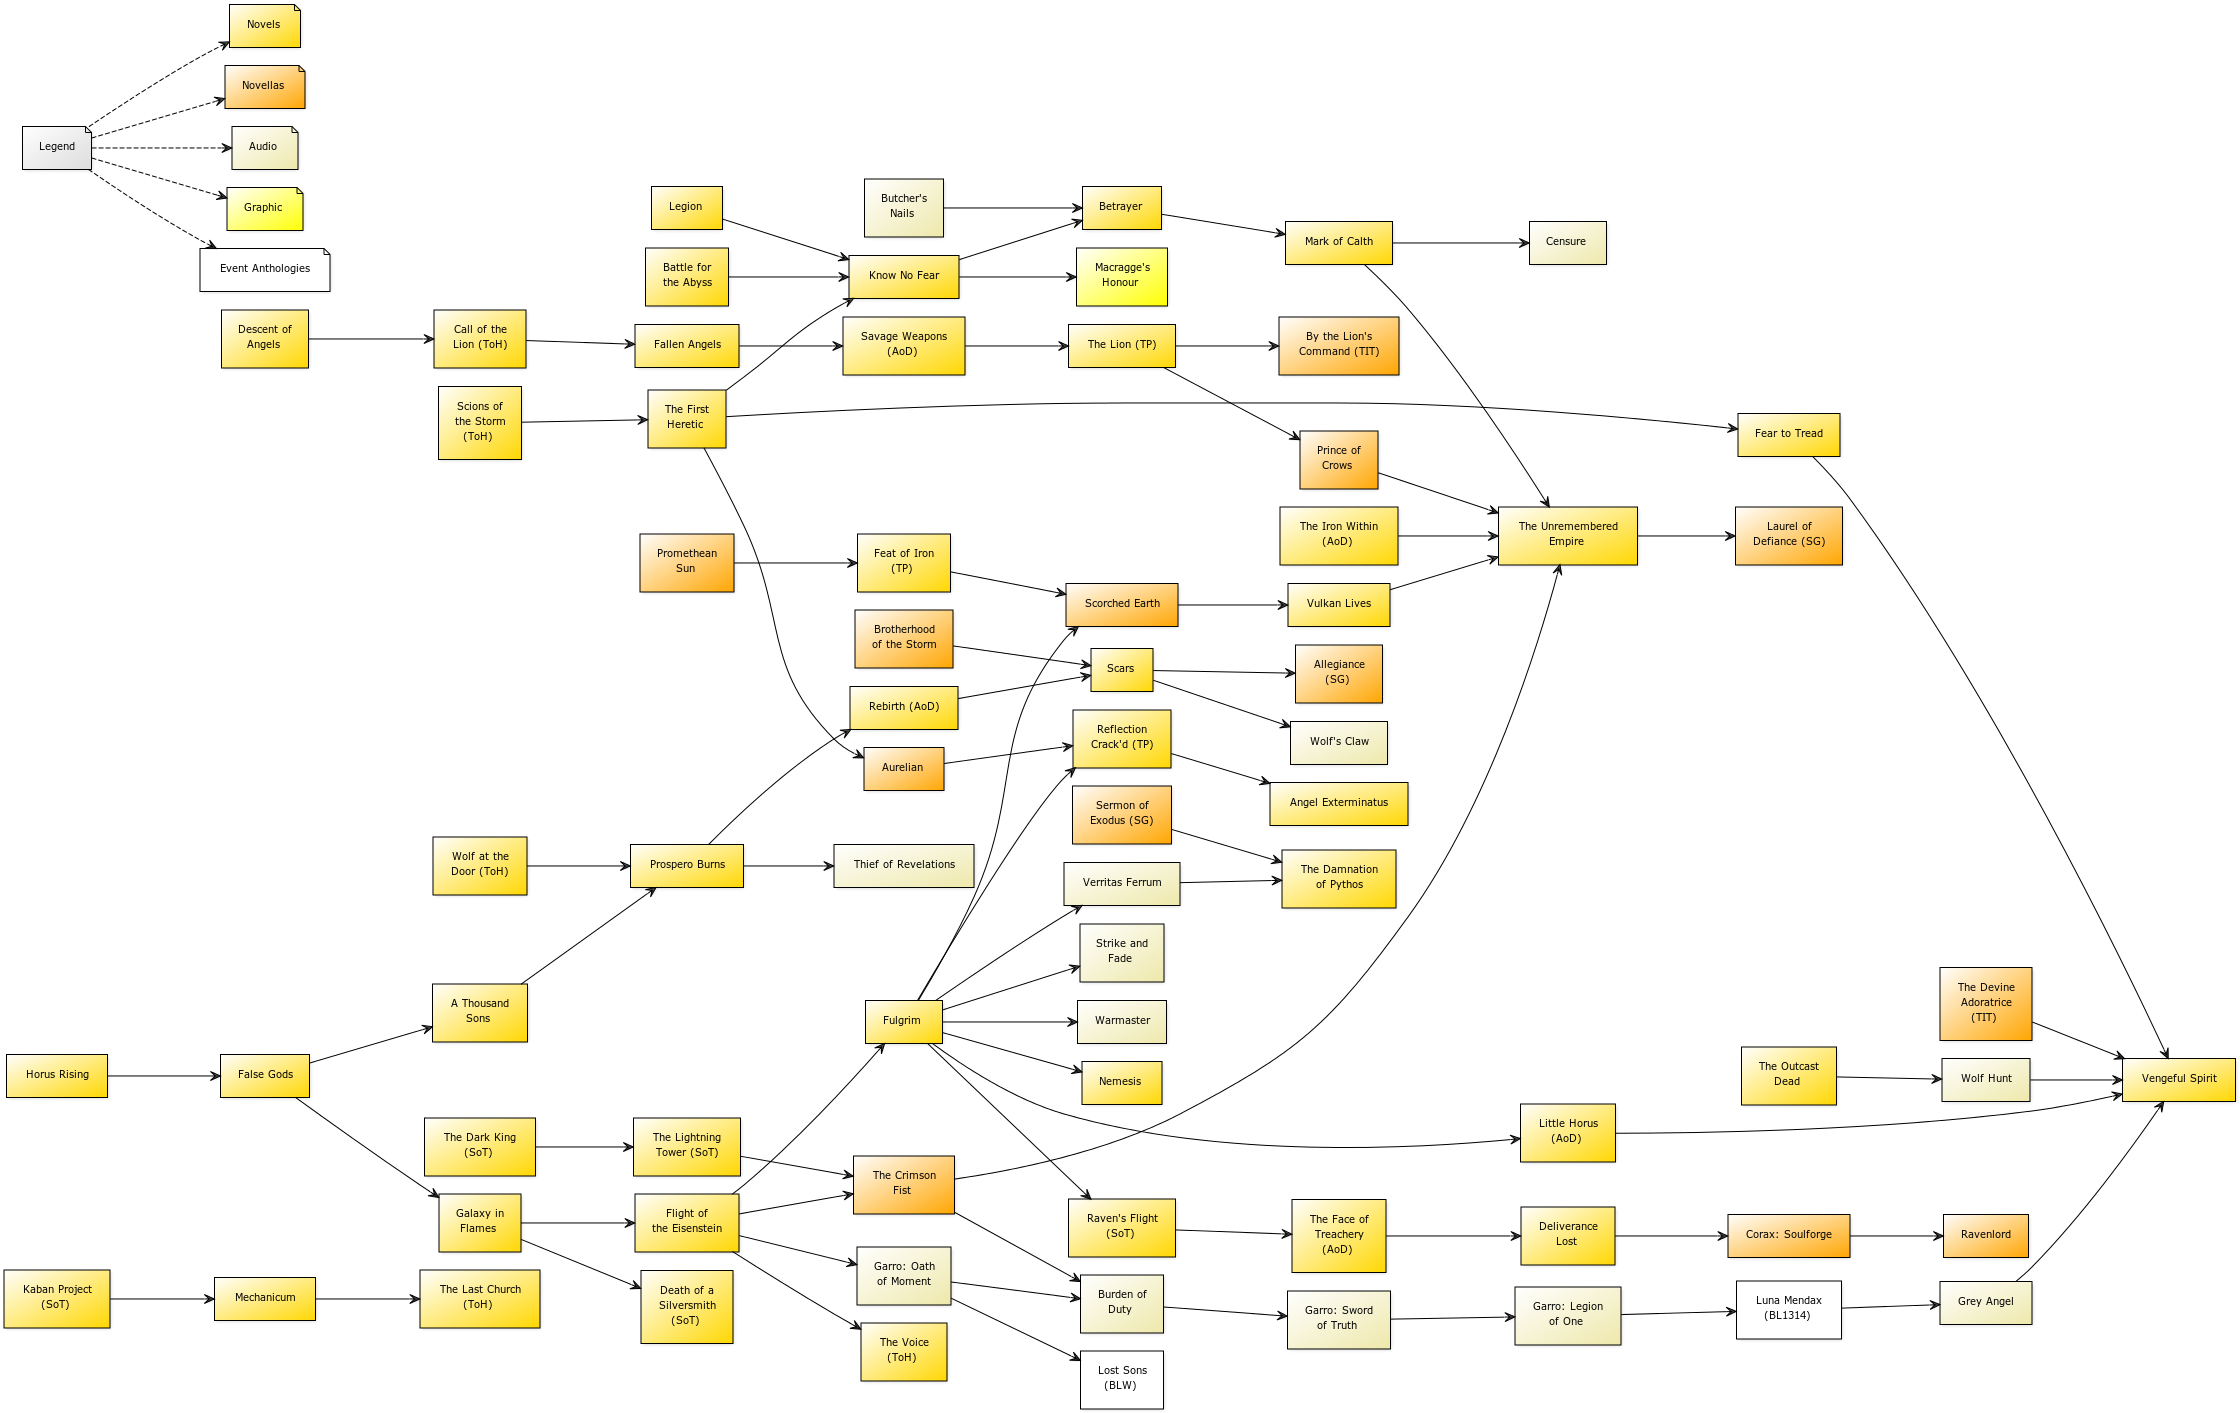 Novels
Novellas
Legend
Audio
Graphic
Event Anthologies
Legion
Butcher's
Nails
Betrayer
Mark of Calth
Censure
Battle for
the Abyss
Know No Fear
Macragge's
Honour
Descent of
Angels
Call of the
Lion (ToH)
Fallen Angels
Savage Weapons
(AoD)
The Lion (TP)
By the Lion's
Command (TIT)
Scions of
the Storm
(ToH)
The First
Heretic
Fear to Tread
Prince of
Crows
Promethean
Sun
Feat of Iron
(TP)
The Iron Within
(AoD)
The Unremembered
Empire
Laurel of
Defiance (SG)
Scorched Earth
Vulkan Lives
Brotherhood
of the Storm
Scars
Allegiance
(SG)
Rebirth (AoD)
Reflection
Crack'd (TP)
Wolf's Claw
Aurelian
Angel Exterminatus
Sermon of
Exodus (SG)
Wolf at the
Door (ToH)
Prospero Burns
Thief of Revelations
Verritas Ferrum
The Damnation
of Pythos
Strike and
Fade
A Thousand
Sons
Fulgrim
Warmaster
The Devine
Adoratrice
(TIT)
Horus Rising
False Gods
Nemesis
The Outcast
Dead
Wolf Hunt
Vengeful Spirit
The Dark King
(SoT)
The Lightning
Tower (SoT)
Little Horus
(AoD)
The Crimson
Fist
Galaxy in
Flames
Flight of
the Eisenstein
Raven's Flight
(SoT)
The Face of
Treachery
(AoD)
Deliverance
Lost
Corax: Soulforge
Ravenlord
Garro: Oath
of Moment
Kaban Project
(SoT)
Mechanicum
The Last Church
(ToH)
Death of a
Silversmith
(SoT)
Burden of
Duty
Garro: Sword
of Truth
Garro: Legion
of One
Luna Mendax
(BL1314)
Grey Angel
The Voice
(ToH)
Lost Sons
(BLW)